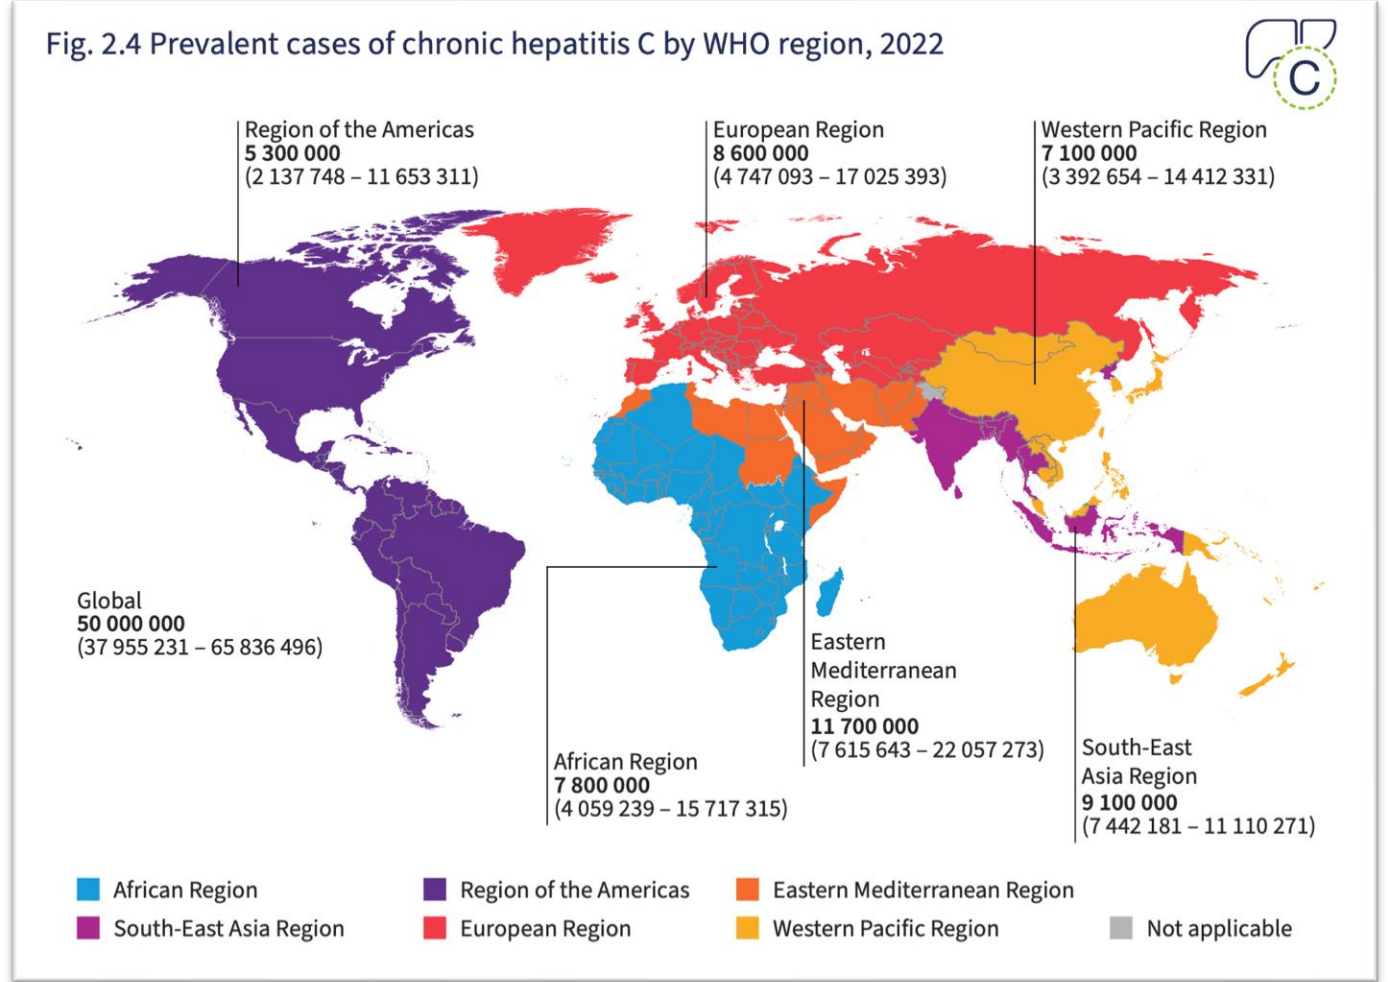 Fig. 2.4 Prevalent cases of chronic hepatitis C by WHO region, 2022
C
Region of the Americas
5 300 000
(2 137 748 – 11 653 311)
European Region
8 600 000
(4 747 093 – 17 025 393)
Western Pacific Region
7 100 000
(3 392 654 – 14 412 331)
Global
50 000 000
(37 955 231 – 65 836 496)
African Region
7 800 000
(4 059 239 – 15 717 315)
Eastern
Mediterranean
Region
11 700 000
(7 615 643 – 22 057 273)
South-East
Asia Region
9 100 000
(7 442 181 – 11 110 271)
African Region
Region of the Americas
Eastern Mediterranean Region
South-East Asia Region
European Region
Western Pacific Region
Not applicable